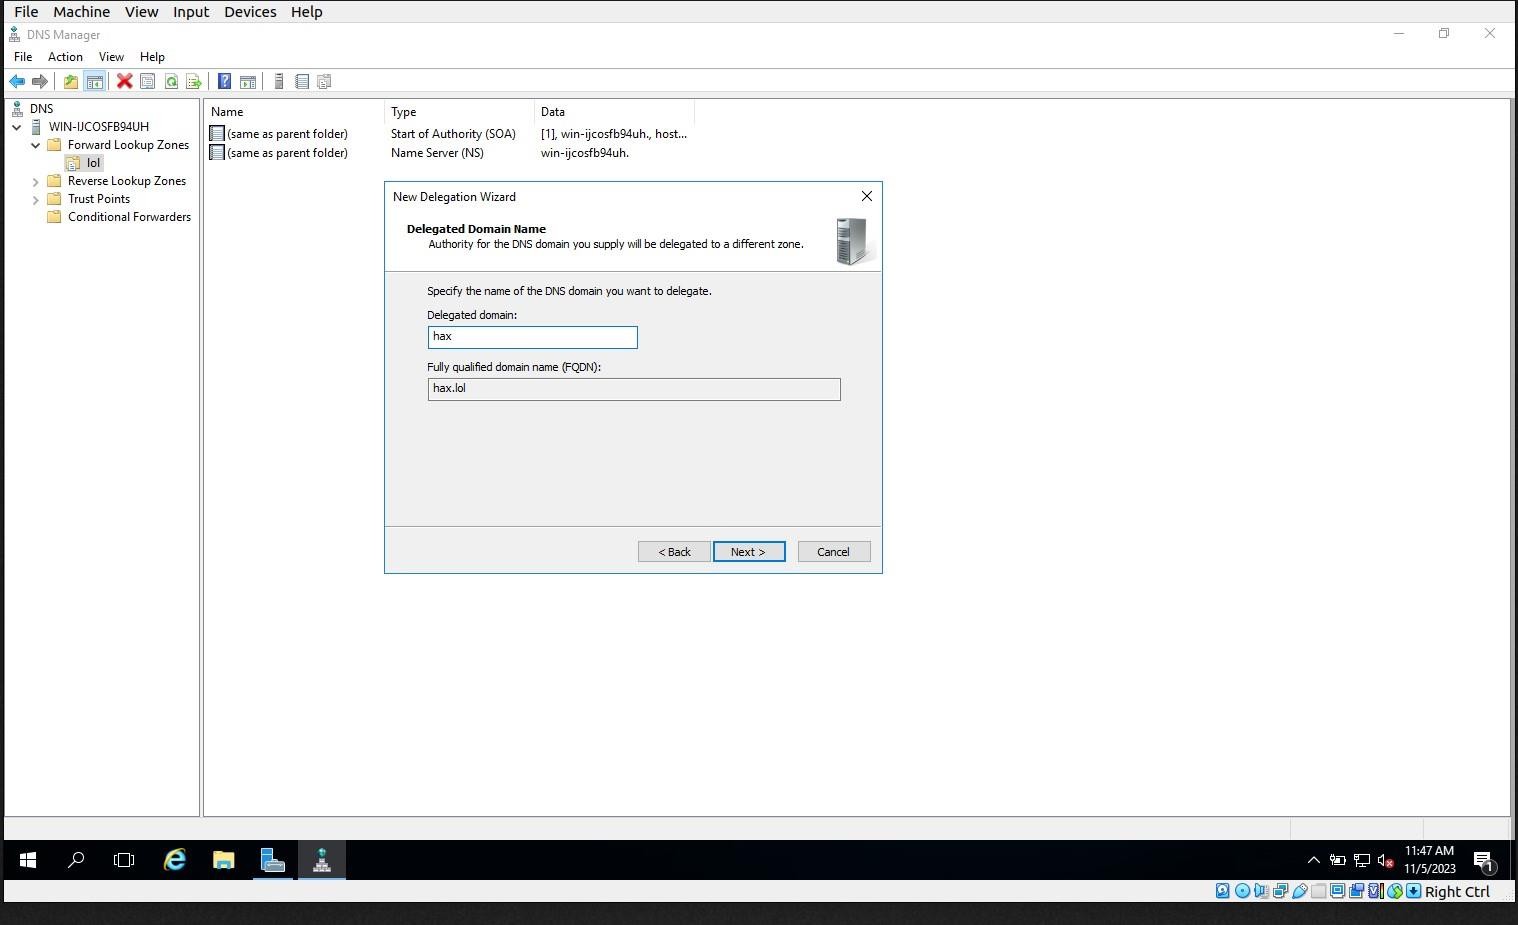 File Machine View Input Devices Help
DNS Manager
File Action View Help
DNS
WIN-IJCOSFB94UH
Forward Lookup Zones
lol
Reverse Lookup Zones
Trust Points
Conditional Forwarders
Name Type Data
(same as parent folder) Start of Authority (SOA) [1], win-ijcosfb94uh., host...
(same as parent folder) Name Server (NS) win-ijcosfb94uh.
New Delegation Wizard
Delegated Domain Name
Authority for the DNS domain you supply will be delegated to a different zone.
Specify the name of the DNS domain you want to delegate.
Delegated domain:
hax
Fully qualified domain name (FQDN):
hax.lol
< Back Next > Cancel
11:47 AM
11/5/2023
1
Right Ctrl